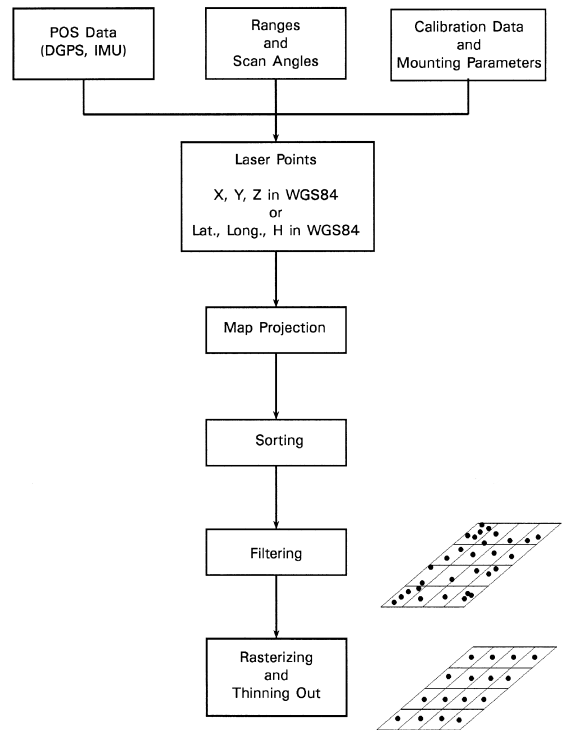 POS Data
(DGPS, IMU)
Ranges
and
Scan Angles
Calibration Data
and
Mounting Parameters
Laser Points
X, Y, Z in WGS84
or
Lat., Long., H in WGS84
Map Projection
Sorting
Filtering
Rasterizing
and
Thinning Out